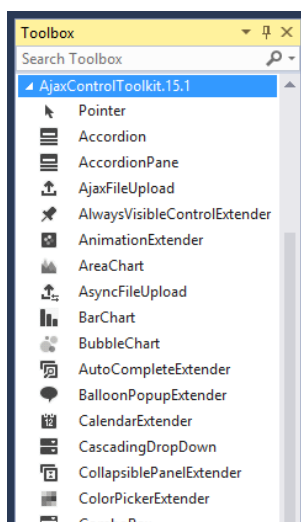 Toolbox
Search Toolbox
AjaxControlToolkit.15.1
Pointer
Accordion
AccordionPane
AjaxFileUpload
AlwaysVisibleControlExtender
AnimationExtender
AreaChart
AsyncFileUpload
BarChart
BubbleChart
AutoCompleteExtender
BalloonPopupExtender
12 CalendarExtender
CascadingDropDown
CollapsiblePanelExtender
ColorPickerExtender